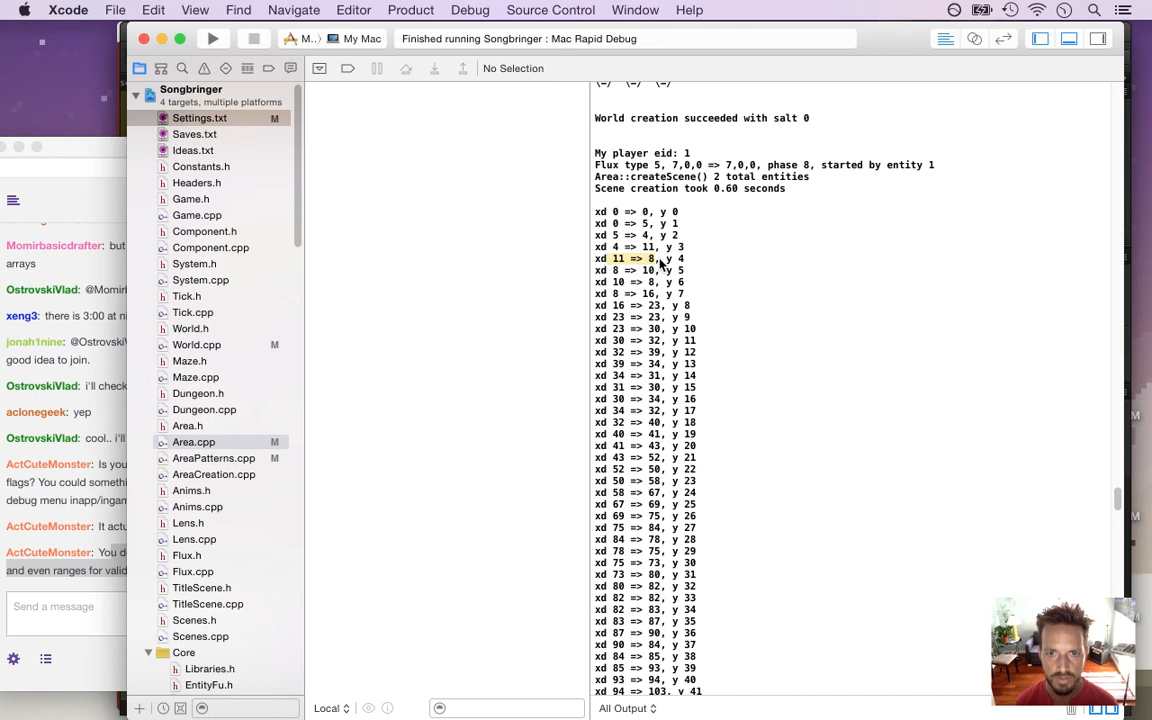 Xcode File Edit View Find Navigate Editor Product Debug Source Control Window Help
M..〉 My Mac
Finished running Songbringer : Mac Rapid Debug
No Selection
Momirbasicdrafter: but
arrays
OstrovskiVlad: @Momir
xeng3: there is 3:00 at ni
jonah1nine: @Ostrovski
good idea to join.
OstrovskiVlad: i'll check
aclonegeek: yep
OstrovskiVlad: cool.. i'll
ActCuteMonster: Is you
flags? You could somethi
debug menu inapp/ingam
ActCuteMonster: It actu
ActCuteMonster: You d
and even ranges for valid
Send a message
Songbringer
4 targets, multiple platforms
Settings.txt M
Saves.txt
Ideas.txt
Constants.h
Headers.h
Game.h
Game.cpp
Component.h
Component.cpp
System.h
System.cpp
Tick.h
Tick.cpp
World.h
World.cpp M
Maze.h
Maze.cpp
Dungeon.h
Dungeon.cpp
Area.h
Area.cpp M
AreaPatterns.cpp M
AreaCreation.cpp
Anims.h
Anims.cpp
Lens.h
Lens.cpp
Flux.h
Flux.cpp
TitleScene.h
TitleScene.cpp
Scenes.h
Scenes.cpp
Core
Libraries.h
EntityFu.h
Local
\=/ \=/ \=/
World creation succeeded with salt 0
My player eid: 1
Flux type 5, 7,0,0 => 7,0,0, phase 8, started by entity 1
Area::createScene() 2 total entities
Scene creation took 0.60 seconds
xd 0 => 0, y 0
xd 0 => 5, y 1
xd 5 => 4, y 2
xd 4 => 11, y 3
xd 11 => 8, y 4
xd 8 => 10, y 5
xd 10 => 8, y 6
xd 8 => 16, y 7
xd 16 => 23, y 8
xd 23 => 23, y 9
xd 23 => 30, y 10
xd 30 => 32, y 11
xd 32 => 39, y 12
xd 39 => 34, y 13
xd 34 => 31, y 14
xd 31 => 30, y 15
xd 30 => 34, y 16
xd 34 => 32, y 17
xd 32 => 40, y 18
xd 40 => 41, y 19
xd 41 => 43, y 20
xd 43 => 52, y 21
xd 52 => 50, y 22
xd 50 => 58, y 23
xd 58 => 67, y 24
xd 67 => 69, y 25
xd 69 => 75, y 26
xd 75 => 84, y 27
xd 84 => 78, y 28
xd 78 => 75, y 29
xd 75 => 73, y 30
xd 73 => 80, y 31
xd 80 => 82, y 32
xd 82 => 82, y 33
xd 82 => 83, y 34
xd 83 => 87, y 35
xd 87 => 90, y 36
xd 90 => 84, y 37
xd 84 => 85, y 38
xd 85 => 93, y 39
xd 93 => 94, y 40
xd 94 => 103, y 41
All Output
M
M